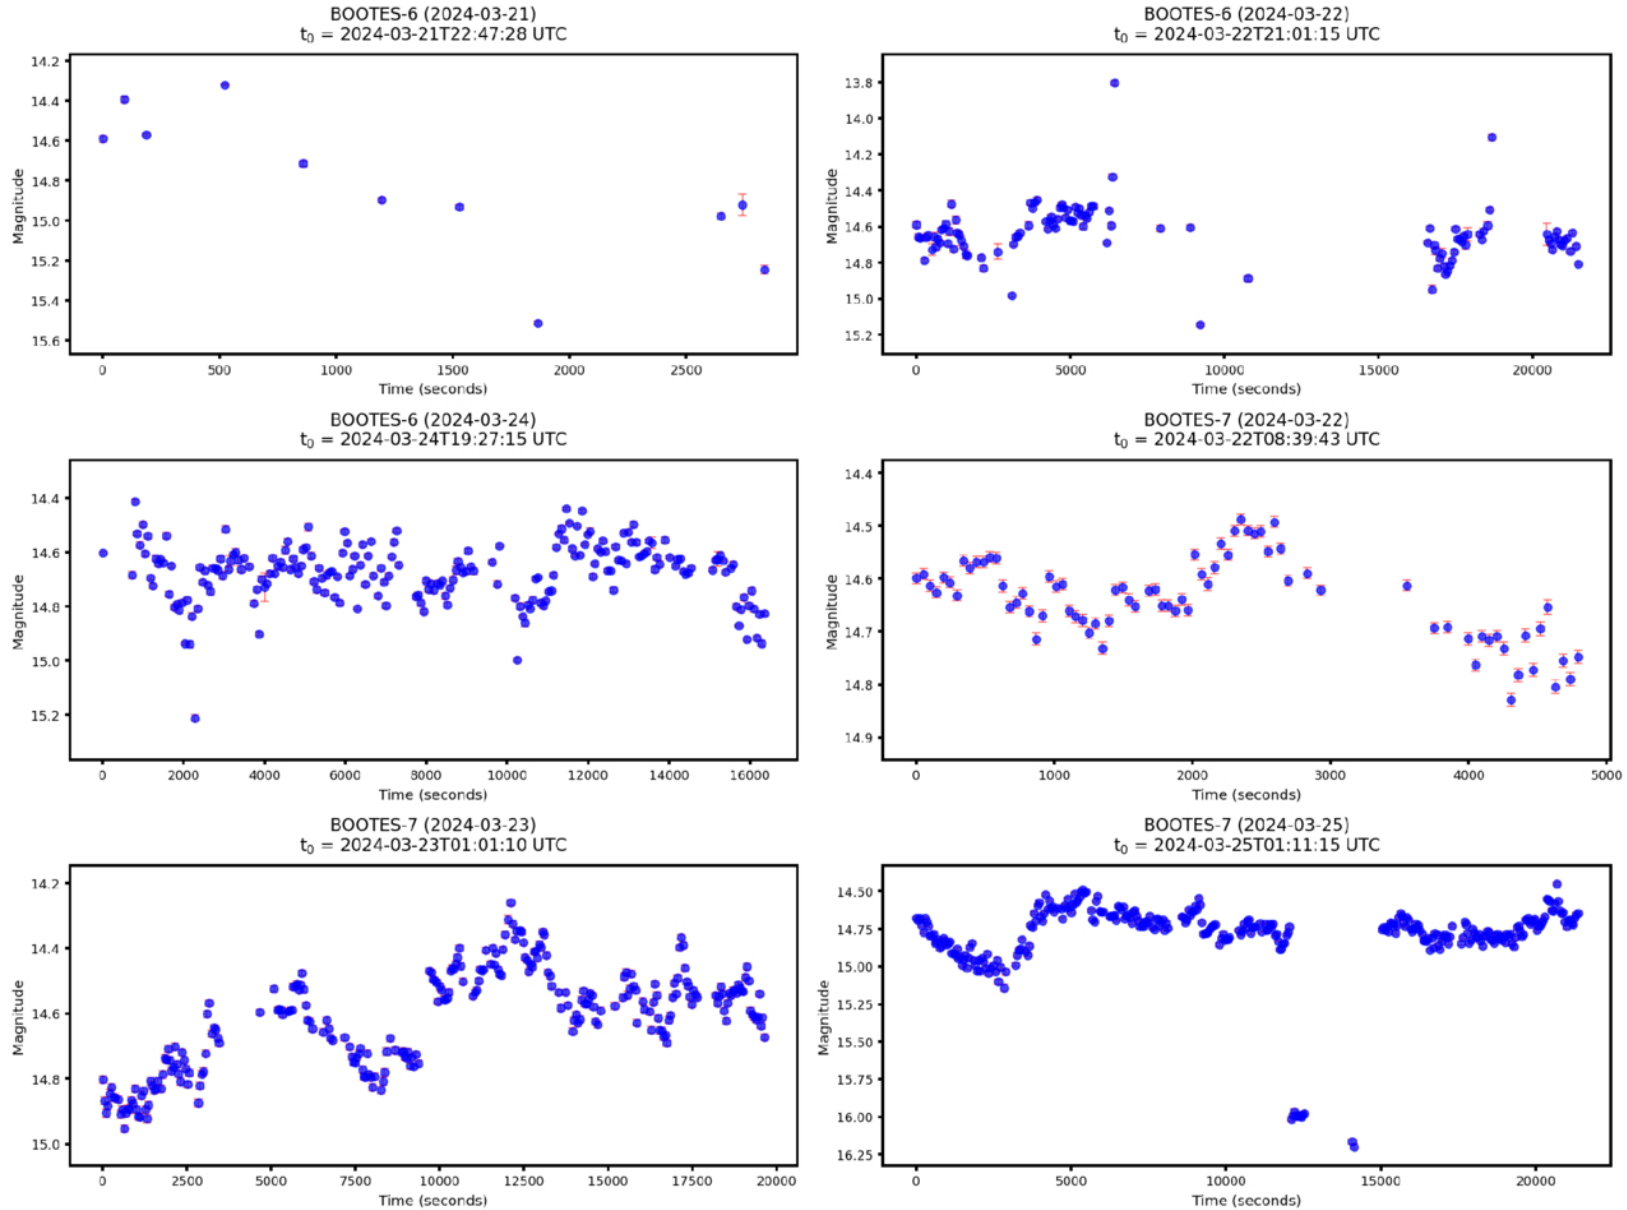 BOOTES-6 (2024-03-21)
t₀ = 2024-03-21T22:47:28 UTC
14.2
14.4
14.6
14.8
15.0
15.2
15.4
15.6
Magnitude
0 500 1000 1500 2000 2500
Time (seconds)
BOOTES-6 (2024-03-22)
t₀ = 2024-03-22T21:01:15 UTC
13.8
14.0
14.2
14.4
14.6
14.8
15.0
15.2
Magnitude
0 5000 10000 15000 20000
Time (seconds)
BOOTES-6 (2024-03-24)
t₀ = 2024-03-24T19:27:15 UTC
14.4
14.6
14.8
15.0
15.2
Magnitude
0 2000 4000 6000 8000 10000 12000 14000 16000
Time (seconds)
BOOTES-7 (2024-03-22)
t₀ = 2024-03-22T08:39:43 UTC
14.4
14.5
14.6
14.7
14.8
14.9
Magnitude
0 1000 2000 3000 4000 5000
Time (seconds)
BOOTES-7 (2024-03-23)
t₀ = 2024-03-23T01:01:10 UTC
14.2
14.4
14.6
14.8
15.0
Magnitude
0 2500 5000 7500 10000 12500 15000 17500 20000
Time (seconds)
BOOTES-7 (2024-03-25)
t₀ = 2024-03-25T01:11:15 UTC
14.50
14.75
15.00
15.25
15.50
15.75
16.00
16.25
Magnitude
0 5000 10000 15000 20000
Time (seconds)